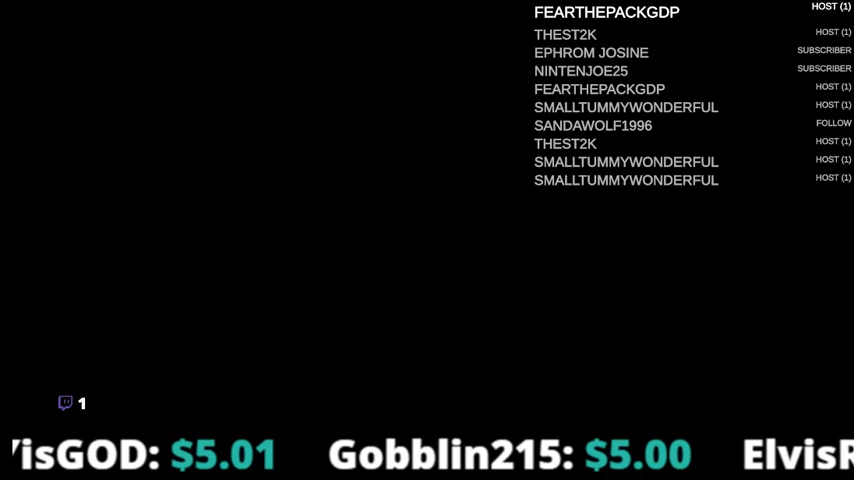 FEARTHEPACKGDP HOST (1)
THEST2K HOST (1)
EPHROM JOSINE SUBSCRIBER
NINTENJOE25 SUBSCRIBER
FEARTHEPACKGDP HOST (1)
SMALLTUMMYWONDERFUL HOST (1)
SANDAWOLF1996 FOLLOW
THEST2K HOST (1)
SMALLTUMMYWONDERFUL HOST (1)
SMALLTUMMYWONDERFUL HOST (1)
1
isGOD: $5.01 Gobblin215: $5.00 ElvisR